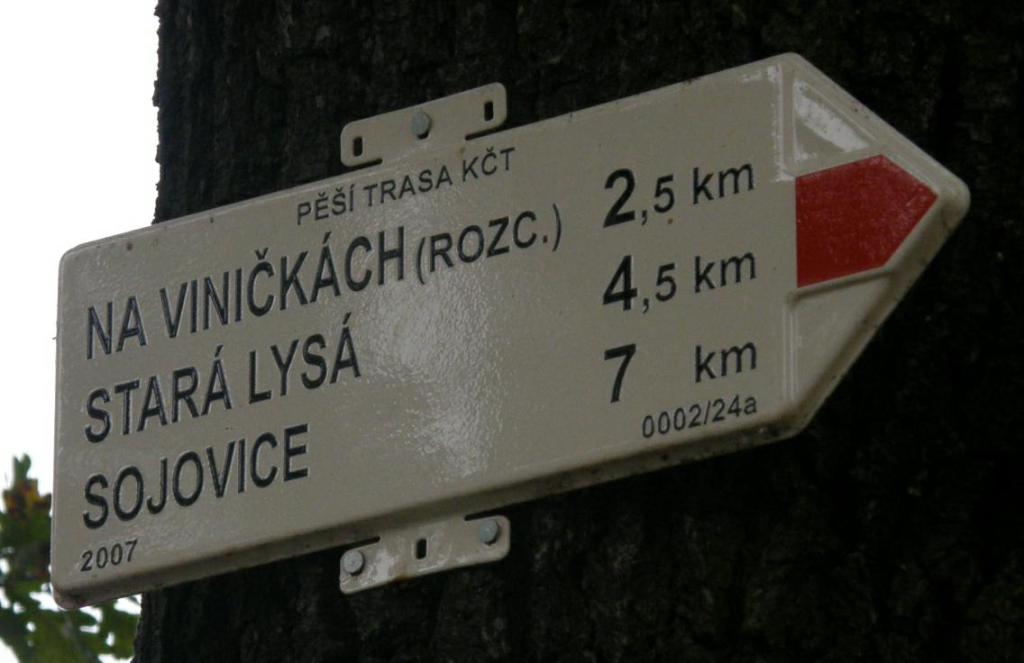 PĚŠÍ TRASA KČT
NA VINIČKÁCH (ROZC.) 2,5 km
STARÁ LYSÁ 4,5 km
SOJOVICE 7 km
2007 0002/24a